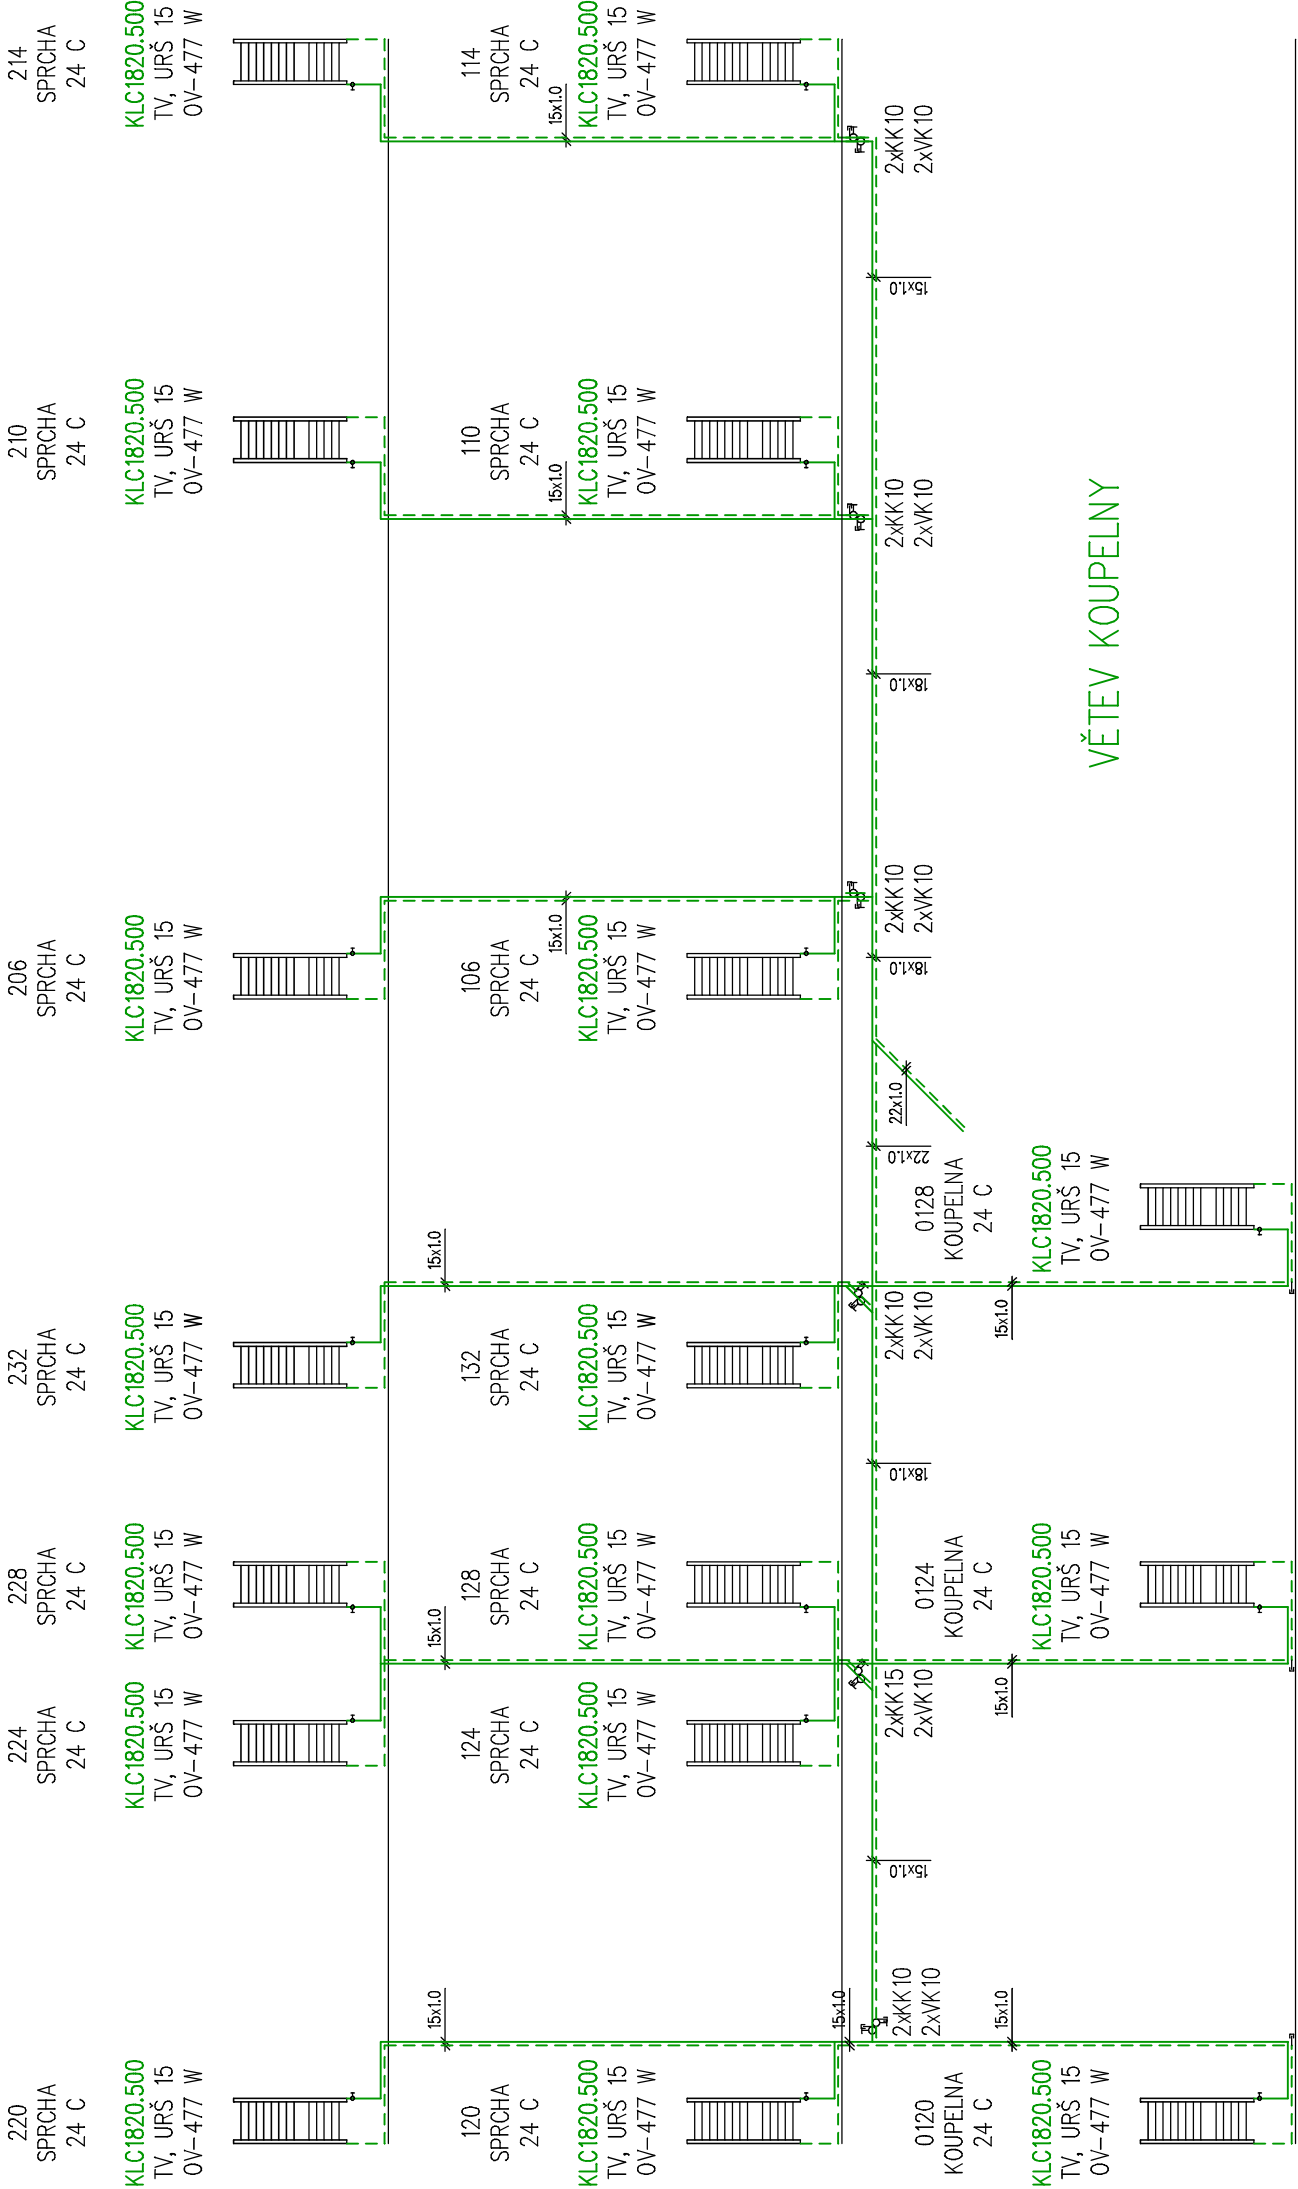 220
SPRCHA
24 C
KLC1820.500
TV, URŠ 15
OV-477 W
224
SPRCHA
24 C
KLC1820.500
TV, URŠ 15
OV-477 W
228
SPRCHA
24 C
KLC1820.500
TV, URŠ 15
OV-477 W
232
SPRCHA
24 C
KLC1820.500
TV, URŠ 15
OV-477 W
206
SPRCHA
24 C
KLC1820.500
TV, URŠ 15
OV-477 W
210
SPRCHA
24 C
KLC1820.500
TV, URŠ 15
OV-477 W
214
SPRCHA
24 C
KLC1820.500
TV, URŠ 15
OV-477 W
15x1.0
15x1.0
15x1.0
120
SPRCHA
24 C
KLC1820.500
TV, URŠ 15
OV-477 W
124
SPRCHA
24 C
KLC1820.500
TV, URŠ 15
OV-477 W
128
SPRCHA
24 C
KLC1820.500
TV, URŠ 15
OV-477 W
132
SPRCHA
24 C
KLC1820.500
TV, URŠ 15
OV-477 W
106
SPRCHA
24 C
15x1.0
KLC1820.500
TV, URŠ 15
OV-477 W
110
SPRCHA
24 C
15x1.0
KLC1820.500
TV, URŠ 15
OV-477 W
114
SPRCHA
24 C
15x1.0
KLC1820.500
TV, URŠ 15
OV-477 W
15x1.0
2xKK10
2xVK10
15x1.0
2xKK15
2xVK10
18x1.0
2xKK10
2xVK10
22x1.0
22x1.0
18x1.0
2xKK10
2xVK10
18x1.0
2xKK10
2xVK10
15x1.0
2xKK10
2xVK10
0120
KOUPELNA
24 C
15x1.0
KLC1820.500
TV, URŠ 15
OV-477 W
0124
KOUPELNA
24 C
15x1.0
KLC1820.500
TV, URŠ 15
OV-477 W
0128
KOUPELNA
24 C
15x1.0
KLC1820.500
TV, URŠ 15
OV-477 W
VĚTEV KOUPELNY